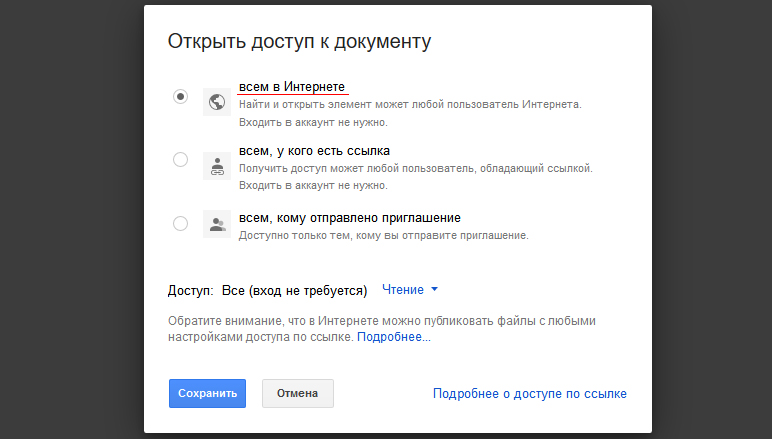 Открыть доступ к документу
всем в Интернете
Найти и открыть элемент может любой пользователь Интернета.
Входить в аккаунт не нужно.
всем, у кого есть ссылка
Получить доступ может любой пользователь, обладающий ссылкой.
Входить в аккаунт не нужно.
всем, кому отправлено приглашение
Доступно только тем, кому вы отправите приглашение.
Доступ: Все (вход не требуется) Чтение
Обратите внимание, что в Интернете можно публиковать файлы с любыми
настройками доступа по ссылке. Подробнее...
Сохранить Отмена Подробнее о доступе по ссылке